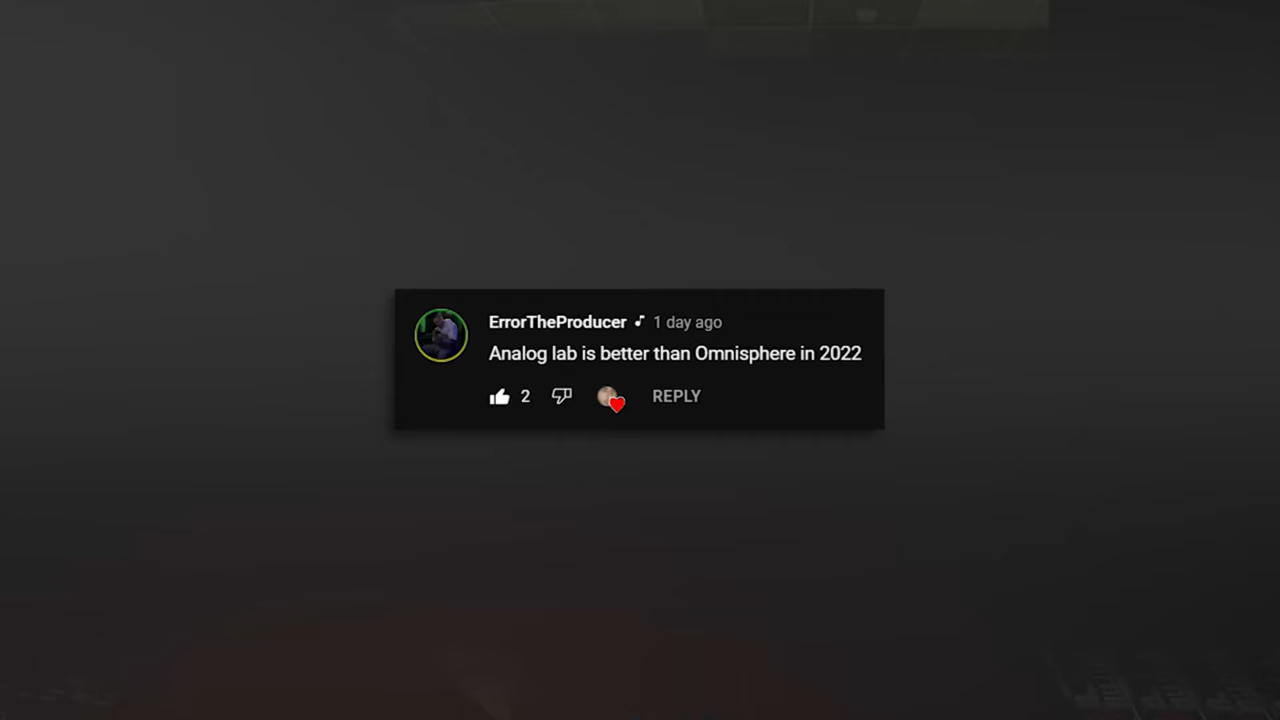 ErrorTheProducer 1 day ago
Analog lab is better than Omnisphere in 2022
2 REPLY